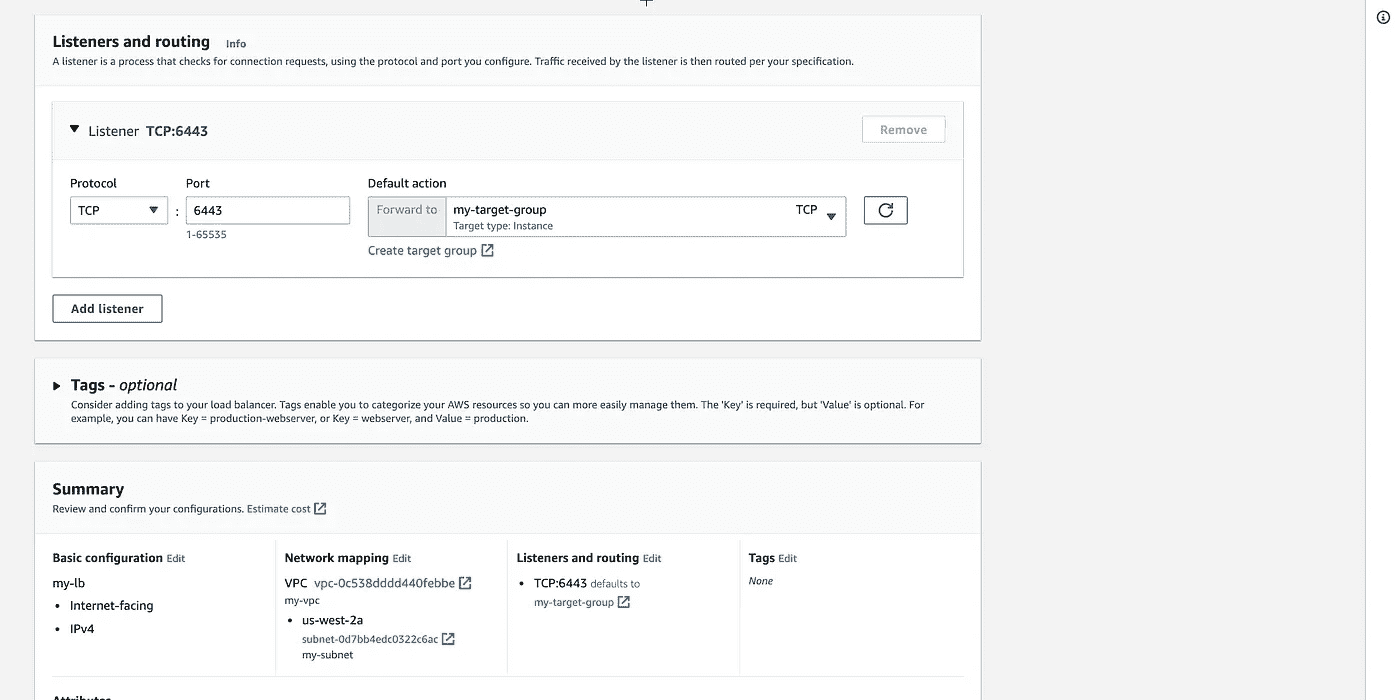 Listeners and routing Info
A listener is a process that checks for connection requests, using the protocol and port you configure. Traffic received by the listener is then routed per your specification.
Listener TCP:6443
Remove
Protocol
Port
Default action
TCP
:
6443
Forward to
my-target-group
TCP
Target type: Instance
1-65535
Create target group
Add listener
Tags - optional
Consider adding tags to your load balancer. Tags enable you to categorize your AWS resources so you can more easily manage them. The 'Key' is required, but 'Value' is optional. For
example, you can have Key = production-webserver, or Key = webserver, and Value = production.
Summary
Review and confirm your configurations. Estimate cost
Basic configuration Edit
my-lb
• Internet-facing
• IPv4
Network mapping Edit
VPC vpc-0c538dddd440febbe
my-vpc
• us-west-2a
subnet-0d7bb4edc0322c6ac
my-subnet
Listeners and routing Edit
• TCP:6443 defaults to
my-target-group
Tags Edit
None
Attributes